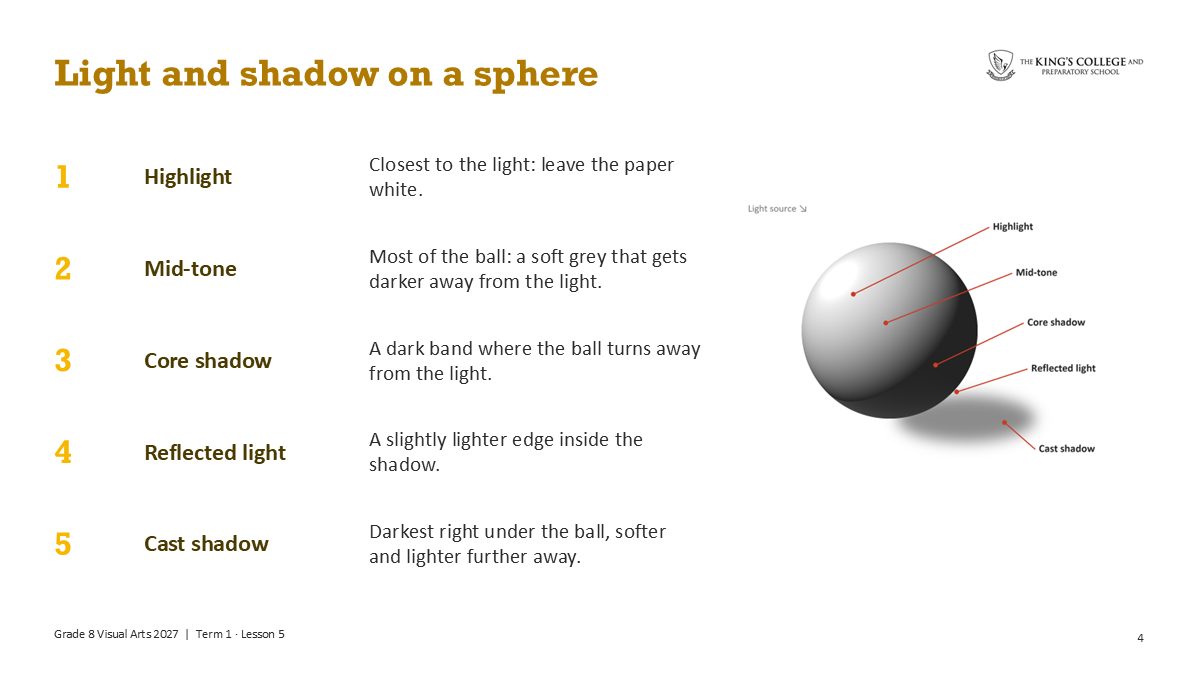 Light and shadow on a sphere
THE KING'S COLLEGE AND
PREPARATORY SCHOOL
1
Highlight
Closest to the light: leave the paper
white.
2
Mid-tone
Most of the ball: a soft grey that gets
darker away from the light.
3
Core shadow
A dark band where the ball turns away
from the light.
4
Reflected light
A slightly lighter edge inside the
shadow.
5
Cast shadow
Darkest right under the ball, softer
and lighter further away.
Light source ↘
Highlight
Mid-tone
Core shadow
Reflected light
Cast shadow
Grade 8 Visual Arts 2027 | Term 1 · Lesson 5
4